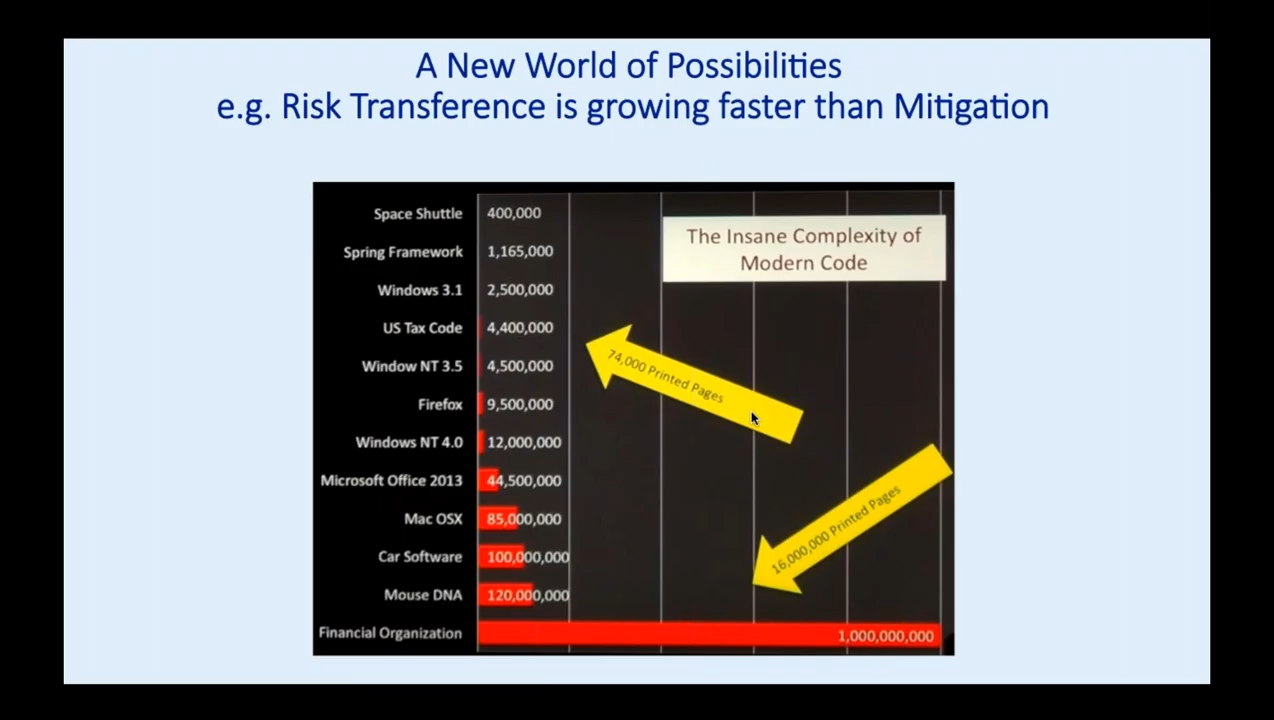 A New World of Possibilities
e.g. Risk Transference is growing faster than Mitigation
The Insane Complexity of
Modern Code
Space Shuttle 400,000
Spring Framework 1,165,000
Windows 3.1 2,500,000
US Tax Code 4,400,000
Window NT 3.5 4,500,000
74,000 Printed Pages
Firefox 9,500,000
Windows NT 4.0 12,000,000
Microsoft Office 2013 44,500,000
Mac OSX 85,000,000
16,000,000 Printed Pages
Car Software 100,000,000
Mouse DNA 120,000,000
Financial Organization 1,000,000,000